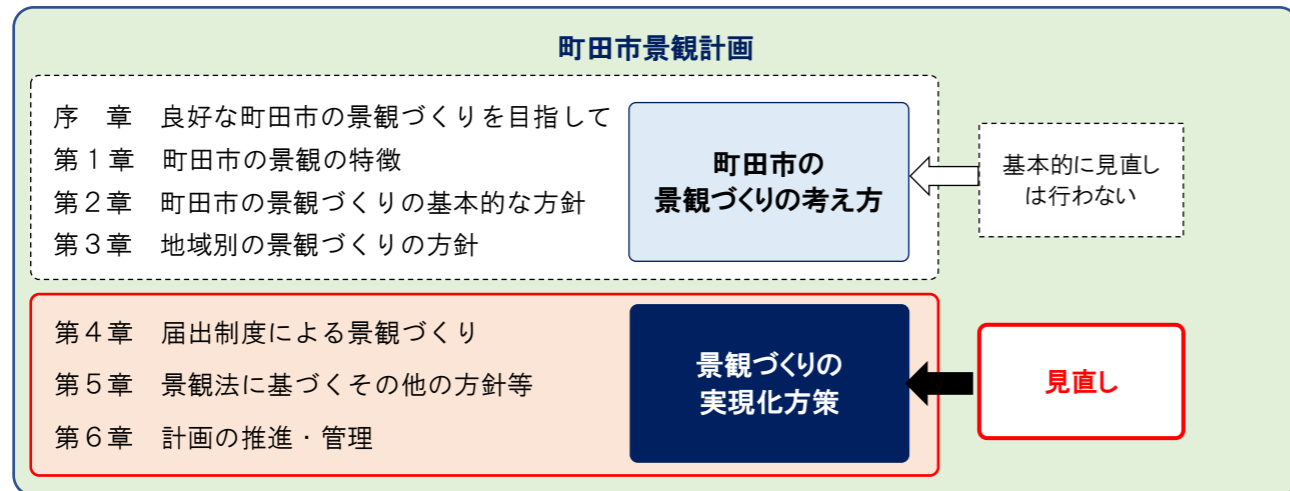 町田市景観計画
序　章　良好な町田市の景観づくりを目指して
第１章　町田市の景観の特徴
第２章　町田市の景観づくりの基本的な方針
第３章　地域別の景観づくりの方針
町田市の
景観づくりの考え方
基本的に見直し
は行わない
第４章　届出制度による景観づくり
第５章　景観法に基づくその他の方針等
第６章　計画の推進・管理
景観づくりの
実現化方策
見直し